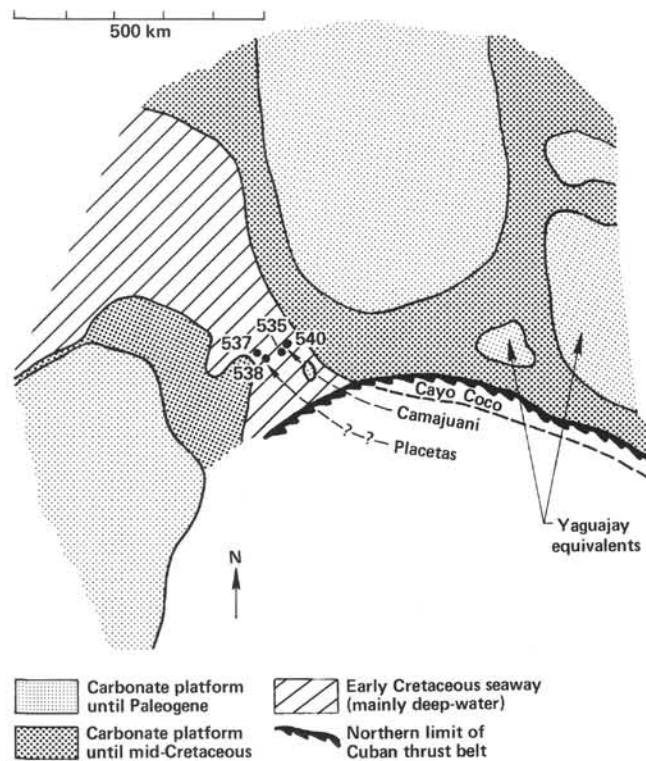 500 km
535
540
537
538
Cayo Coco
Camajuani
?-?- Placetas
Yaguajay
equivalents
N
Carbonate platform
until Paleogene
Early Cretaceous seaway
(mainly deep-water)
Carbonate platform
until mid-Cretaceous
Northern limit of
Cuban thrust belt